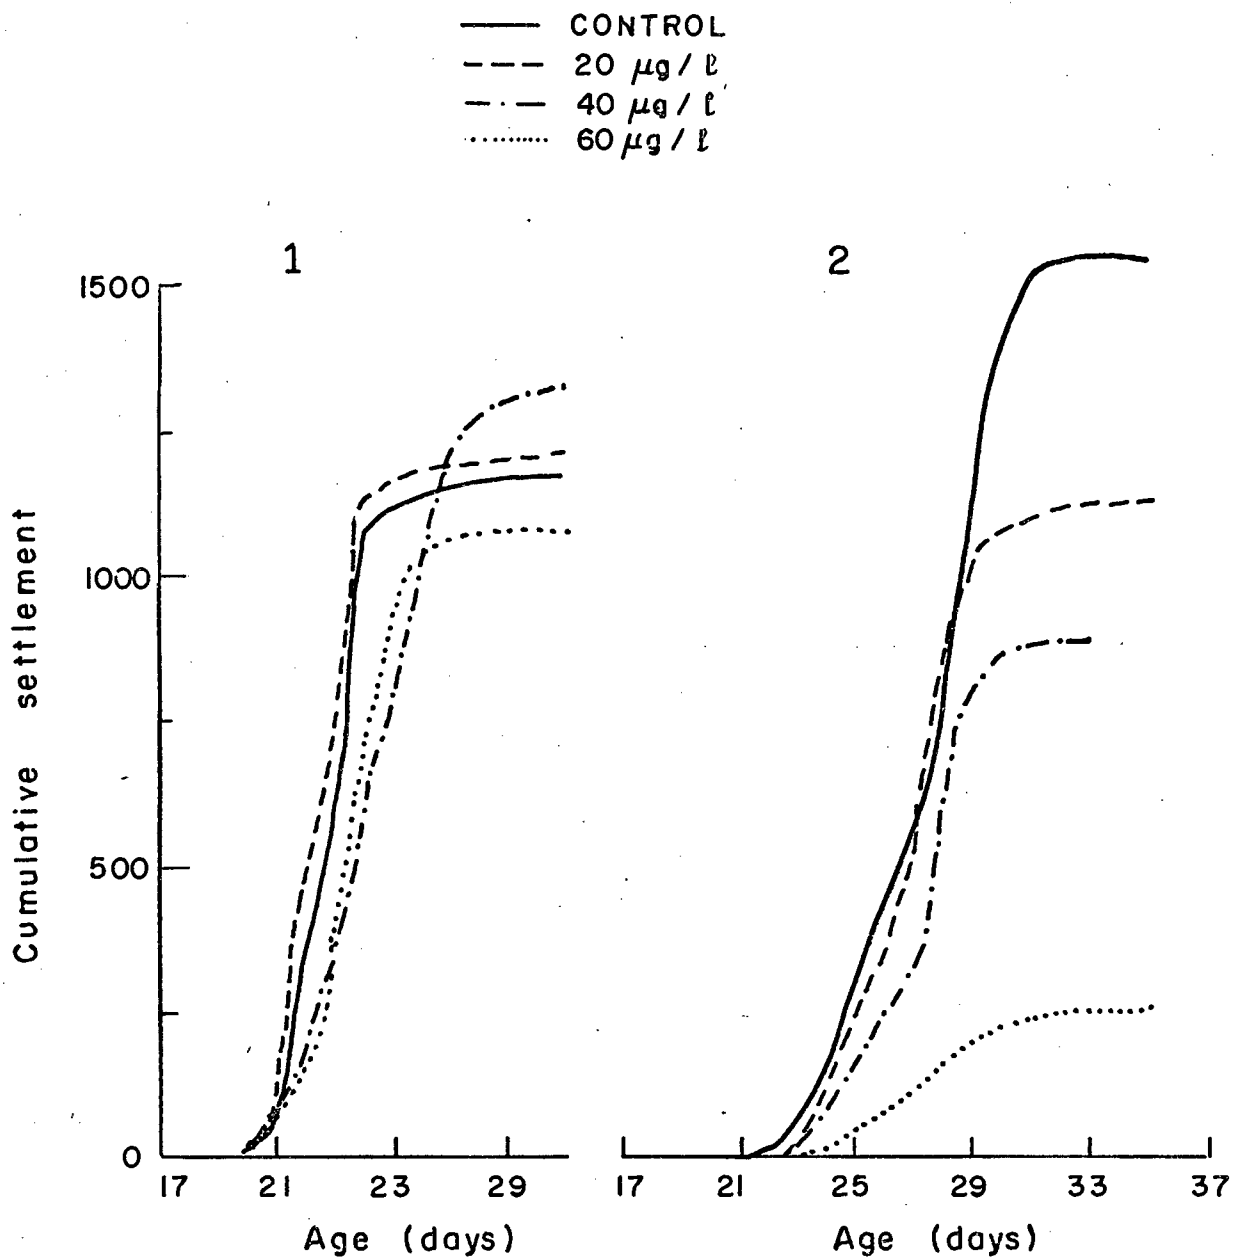 CONTROL
20 μg / l
40 μg / l
60 μg / l
1
2
1500
1000
500
0
Cumulative settlement
17 21 23 29
17 21 25 29 33 37
Age (days)
Age (days)